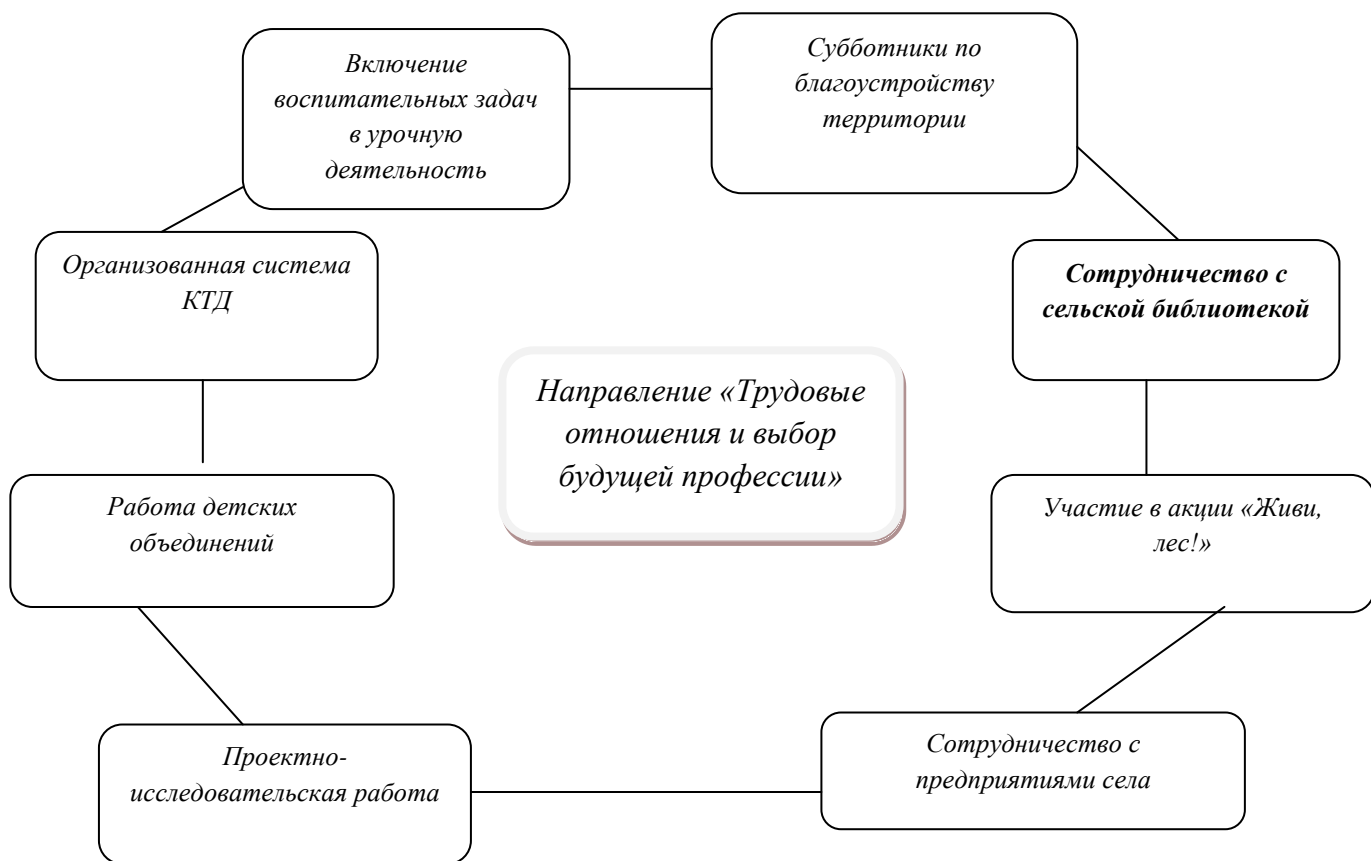 Включение
воспитательных задач
в урочную
деятельность
Субботники по
благоустройству
территории
Организованная система
КТД
Сотрудничество с
сельской библиотекой
Направление «Трудовые
отношения и выбор
будущей профессии»
Работа детских
объединений
Участие в акции «Живи,
лес!»
Проектно-
исследовательская работа
Сотрудничество с
предприятиями села